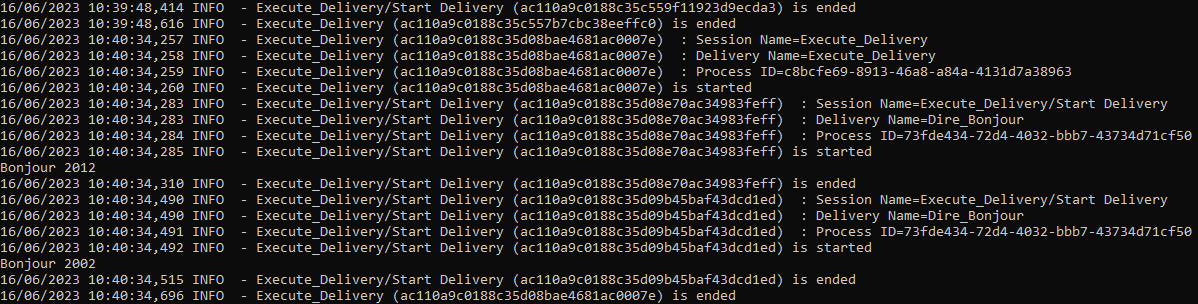 16/06/2023 10:39:48,414 INFO  - Execute_Delivery/Start Delivery (ac110a9c0188c35c559f11923d9ecda3) is ended
16/06/2023 10:39:48,616 INFO  - Execute_Delivery (ac110a9c0188c35c557b7cbc38eeffc0) is ended
16/06/2023 10:40:34,257 INFO  - Execute_Delivery (ac110a9c0188c35d08bae4681ac0007e)  : Session Name=Execute_Delivery
16/06/2023 10:40:34,258 INFO  - Execute_Delivery (ac110a9c0188c35d08bae4681ac0007e)  : Delivery Name=Execute_Delivery
16/06/2023 10:40:34,259 INFO  - Execute_Delivery (ac110a9c0188c35d08bae4681ac0007e)  : Process ID=c8bcfe69-8913-46a8-a84a-4131d7a38963
16/06/2023 10:40:34,260 INFO  - Execute_Delivery (ac110a9c0188c35d08bae4681ac0007e) is started
16/06/2023 10:40:34,283 INFO  - Execute_Delivery/Start Delivery (ac110a9c0188c35d08e70ac34983feff)  : Session Name=Execute_Delivery/Start Delivery
16/06/2023 10:40:34,283 INFO  - Execute_Delivery/Start Delivery (ac110a9c0188c35d08e70ac34983feff)  : Delivery Name=Dire_Bonjour
16/06/2023 10:40:34,284 INFO  - Execute_Delivery/Start Delivery (ac110a9c0188c35d08e70ac34983feff)  : Process ID=73fde434-72d4-4032-bbb7-43734d71cf50
16/06/2023 10:40:34,285 INFO  - Execute_Delivery/Start Delivery (ac110a9c0188c35d08e70ac34983feff) is started
Bonjour 2012
16/06/2023 10:40:34,310 INFO  - Execute_Delivery/Start Delivery (ac110a9c0188c35d08e70ac34983feff) is ended
16/06/2023 10:40:34,490 INFO  - Execute_Delivery/Start Delivery (ac110a9c0188c35d09b45baf43dcd1ed)  : Session Name=Execute_Delivery/Start Delivery
16/06/2023 10:40:34,490 INFO  - Execute_Delivery/Start Delivery (ac110a9c0188c35d09b45baf43dcd1ed)  : Delivery Name=Dire_Bonjour
16/06/2023 10:40:34,491 INFO  - Execute_Delivery/Start Delivery (ac110a9c0188c35d09b45baf43dcd1ed)  : Process ID=73fde434-72d4-4032-bbb7-43734d71cf50
16/06/2023 10:40:34,492 INFO  - Execute_Delivery/Start Delivery (ac110a9c0188c35d09b45baf43dcd1ed) is started
Bonjour 2002
16/06/2023 10:40:34,515 INFO  - Execute_Delivery/Start Delivery (ac110a9c0188c35d09b45baf43dcd1ed) is ended
16/06/2023 10:40:34,696 INFO  - Execute_Delivery (ac110a9c0188c35d08bae4681ac0007e) is ended